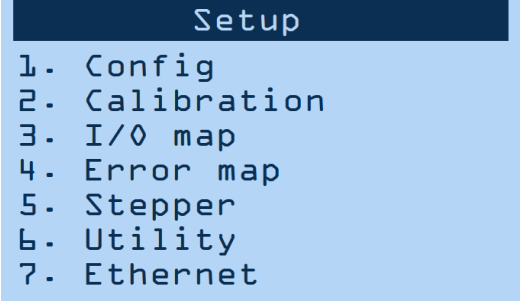 Setup
1. Config
2. Calibration
3. I/O map
4. Error map
5. Stepper
6. Utility
7. Ethernet